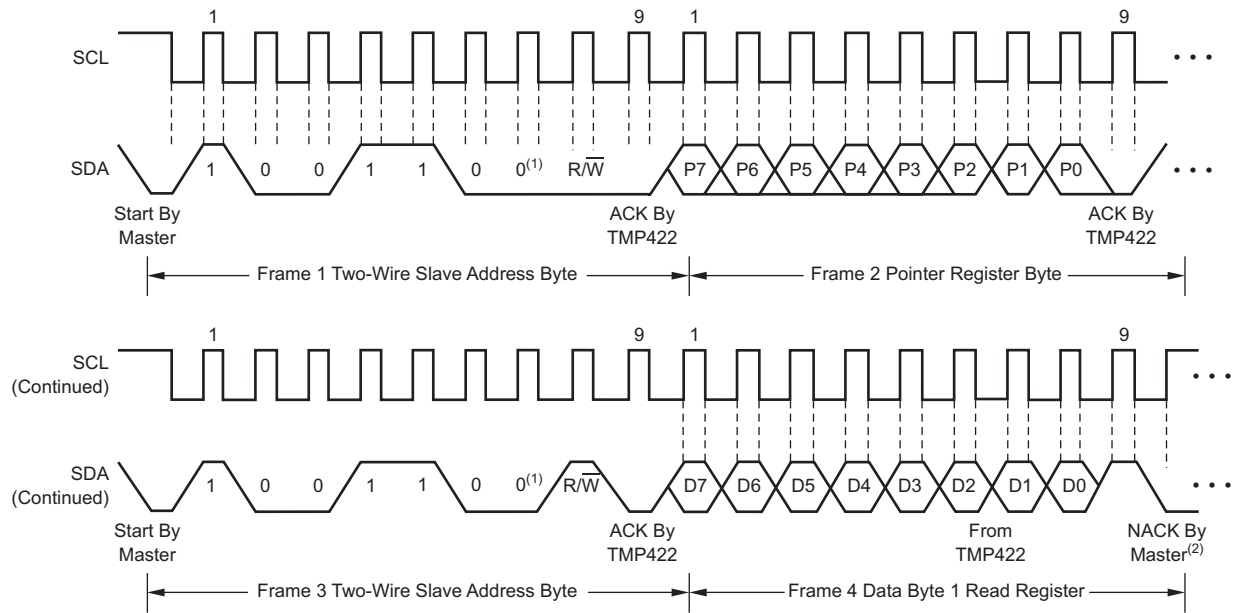 1 9 1 9
SCL
SDA
1 0 0 1 1 0 0(1) R/W P7 P6 P5 P4 P3 P2 P1 P0
Start By
Master
ACK By
TMP422
ACK By
TMP422
Frame 1 Two-Wire Slave Address Byte
Frame 2 Pointer Register Byte
1 9 1 9
SCL
(Continued)
SDA
(Continued)
1 0 0 1 1 0 0(1) R/W D7 D6 D5 D4 D3 D2 D1 D0
Start By
Master
ACK By
TMP422
From
TMP422
NACK By
Master(2)
Frame 3 Two-Wire Slave Address Byte
Frame 4 Data Byte 1 Read Register